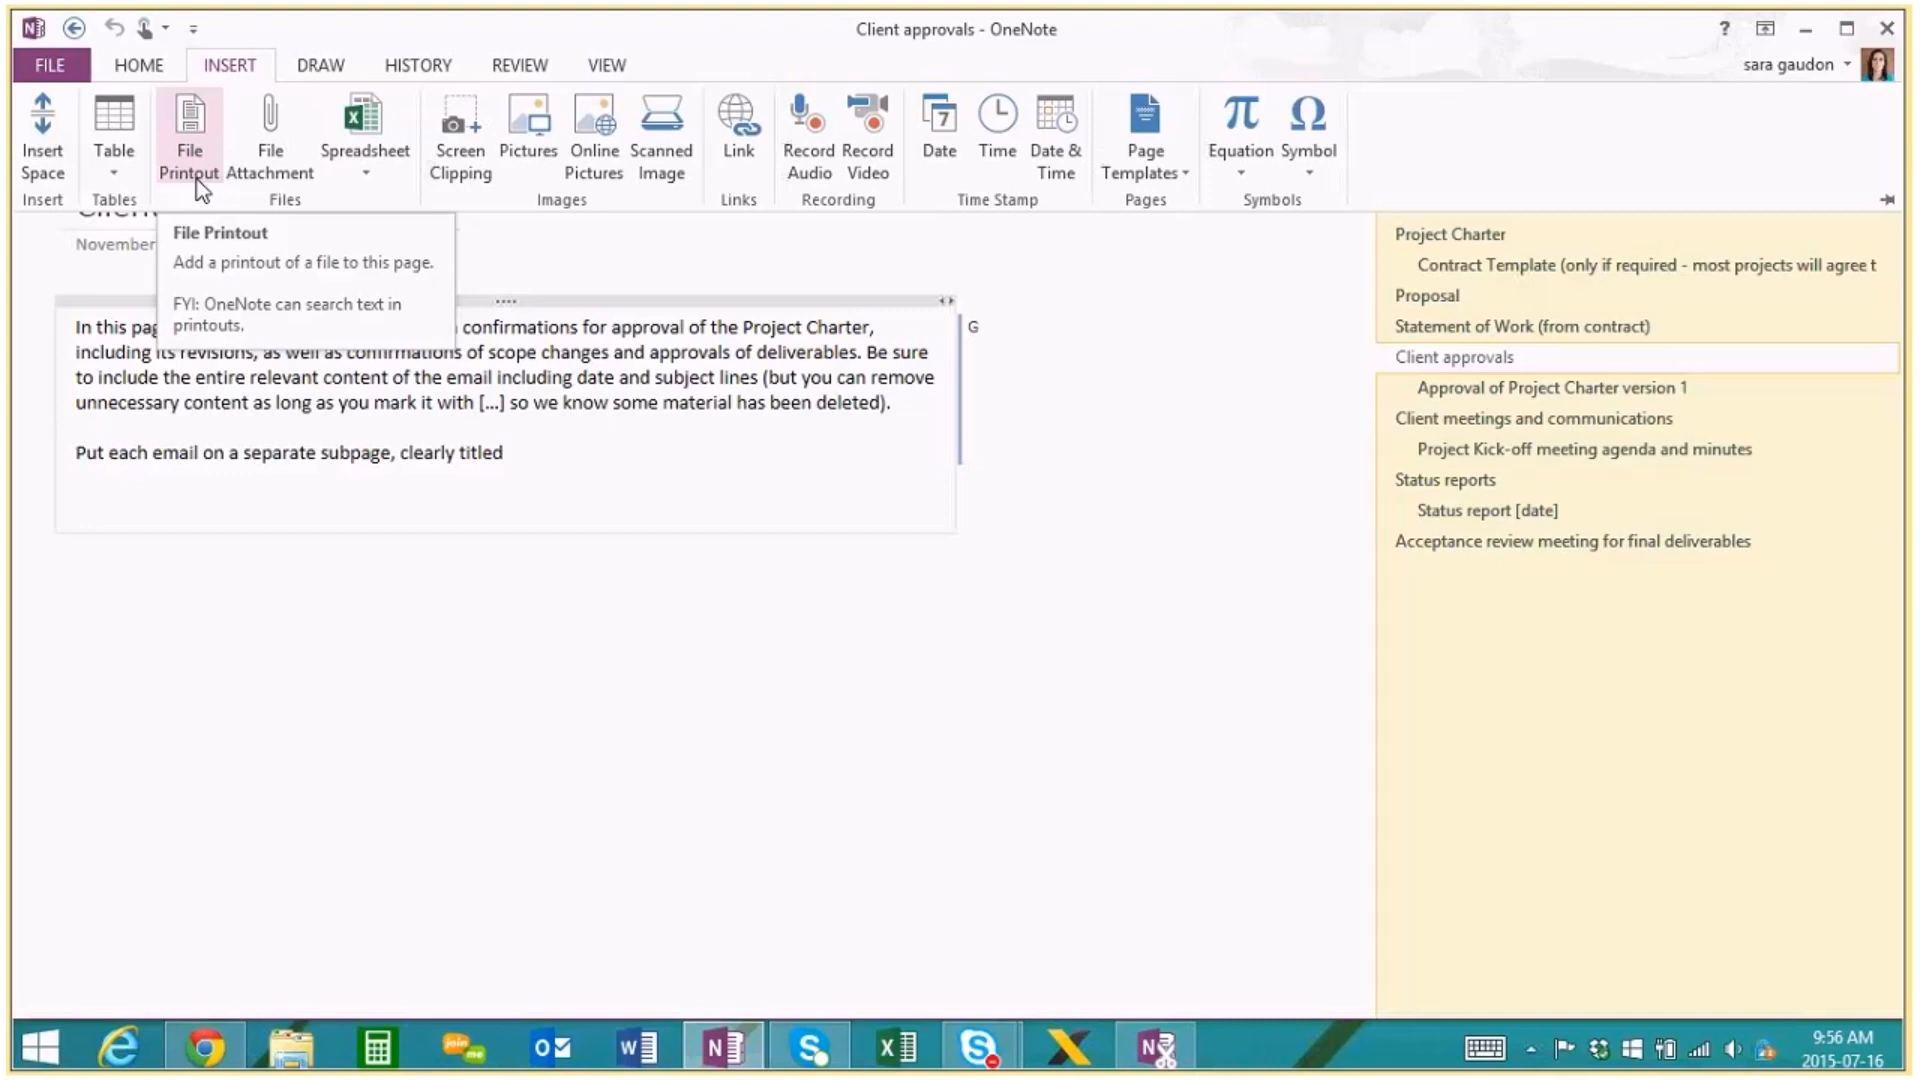 Client approvals - OneNote
?
FILE HOME INSERT DRAW HISTORY REVIEW VIEW
sara gaudon
Insert Space
Table
File Printout
File Attachment
Spreadsheet
Screen Clipping
Pictures
Online Pictures
Scanned Image
Link
Record Audio
Record Video
Date
Time
Date & Time
Page Templates
Equation
Symbol
Insert Tables Files Images Links Recording Time Stamp Pages Symbols
November
File Printout
Add a printout of a file to this page.
FYI: OneNote can search text in
printouts.
In this confirmations for approval of the Project Charter,
including its revisions, as well as confirmations of scope changes and approvals of deliverables. Be sure
to include the entire relevant content of the email including date and subject lines (but you can remove
unnecessary content as long as you mark it with [...] so we know some material has been deleted).
Put each email on a separate subpage, clearly titled
G
Project Charter
Contract Template (only if required - most projects will agree t
Proposal
Statement of Work (from contract)
Client approvals
Approval of Project Charter version 1
Client meetings and communications
Project Kick-off meeting agenda and minutes
Status reports
Status report [date]
Acceptance review meeting for final deliverables
join me
9:56 AM
2015-07-16